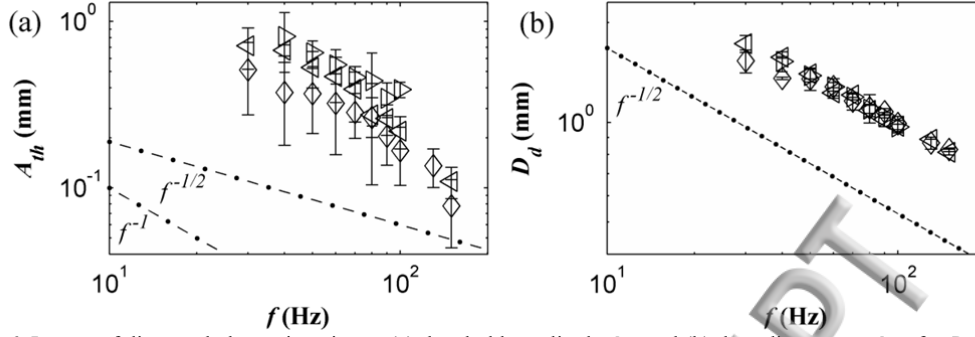 (a)
10^0
A_th (mm)
10^-1
f^-1/2
f^-1
10^1
10^2
f (Hz)
(b)
10^0
D_d (mm)
f^-1/2
10^1
10^2
f (Hz)
DT